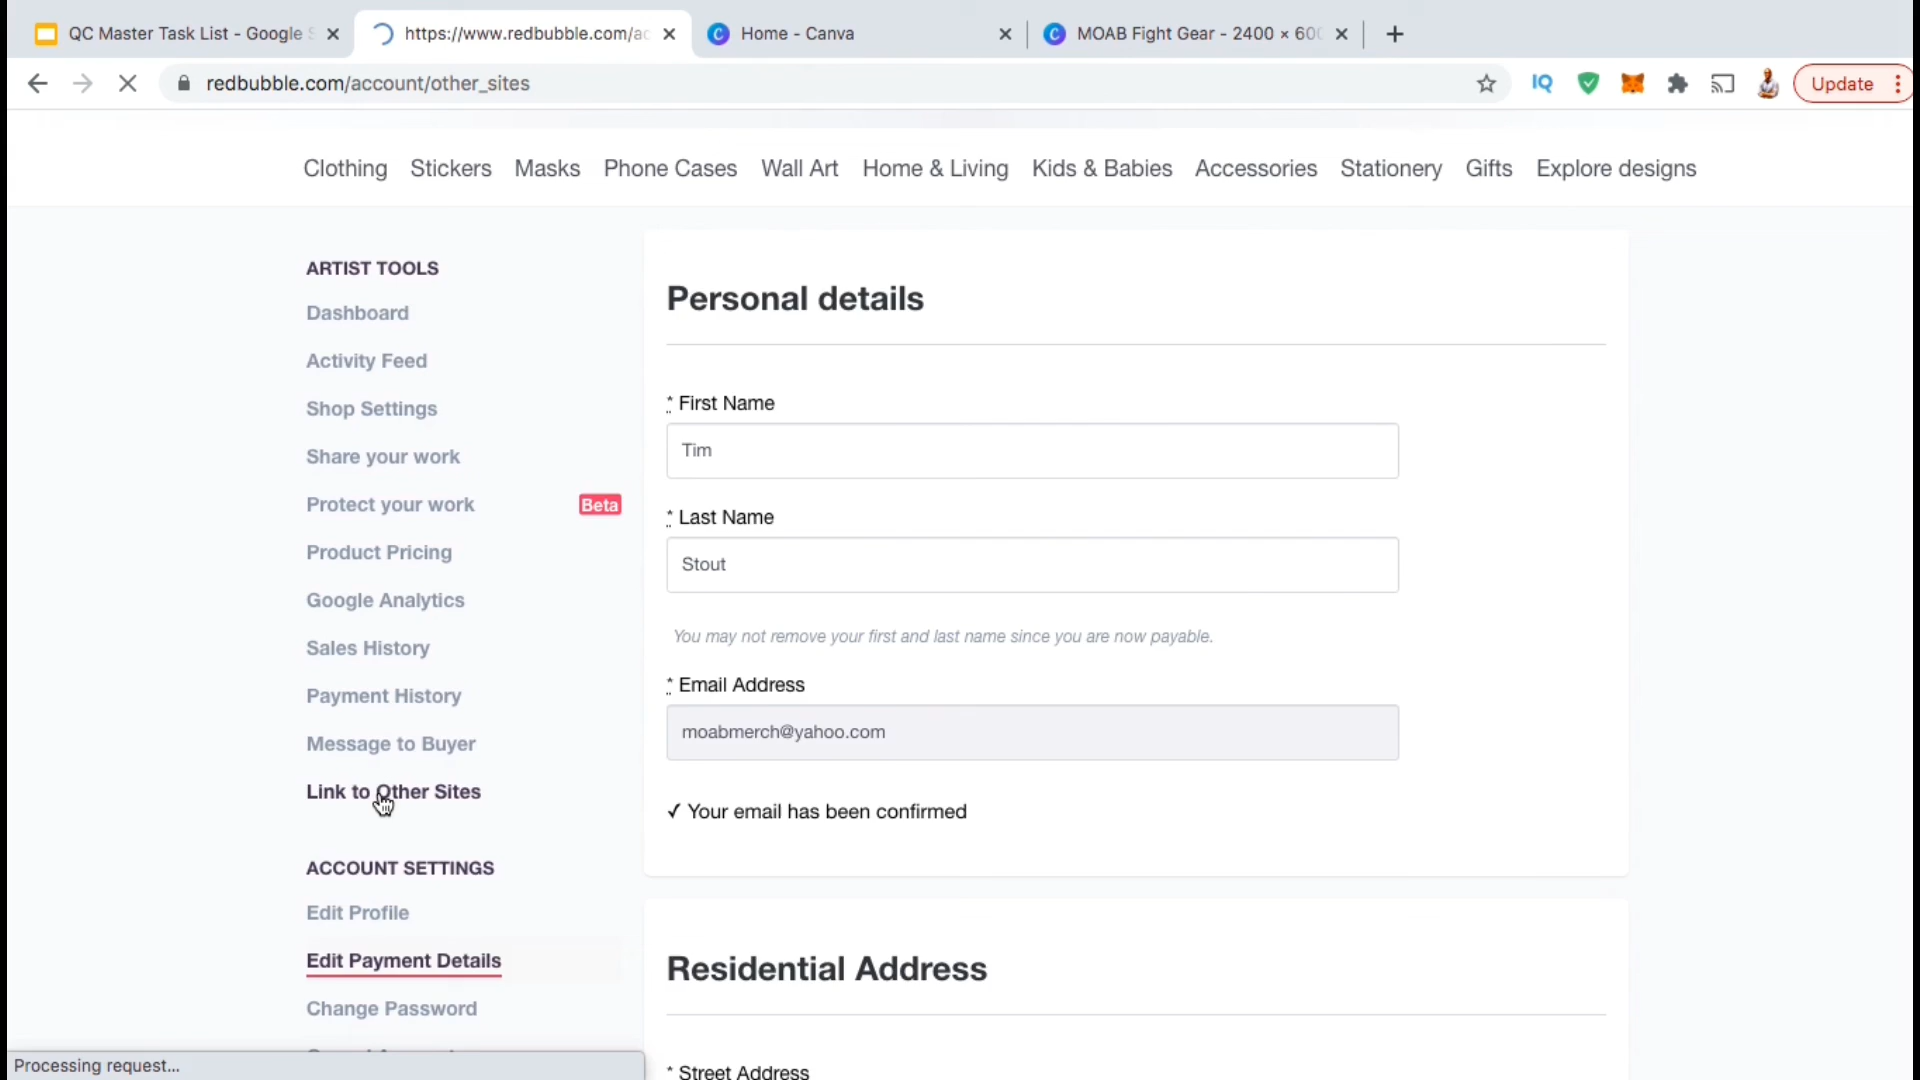 QC Master Task List - Google
https://www.redbubble.com/ac
Home - Canva
MOAB Fight Gear - 2400 × 600
redbubble.com/account/other_sites
IQ
Update
Clothing Stickers Masks Phone Cases Wall Art Home & Living Kids & Babies Accessories Stationery Gifts Explore designs
ARTIST TOOLS
Dashboard
Activity Feed
Shop Settings
Share your work
Protect your work Beta
Product Pricing
Google Analytics
Sales History
Payment History
Message to Buyer
Link to Other Sites
ACCOUNT SETTINGS
Edit Profile
Edit Payment Details
Change Password
Personal details
* First Name
Tim
* Last Name
Stout
You may not remove your first and last name since you are now payable.
* Email Address
moabmerch@yahoo.com
✓ Your email has been confirmed
Residential Address
* Street Address
Processing request...